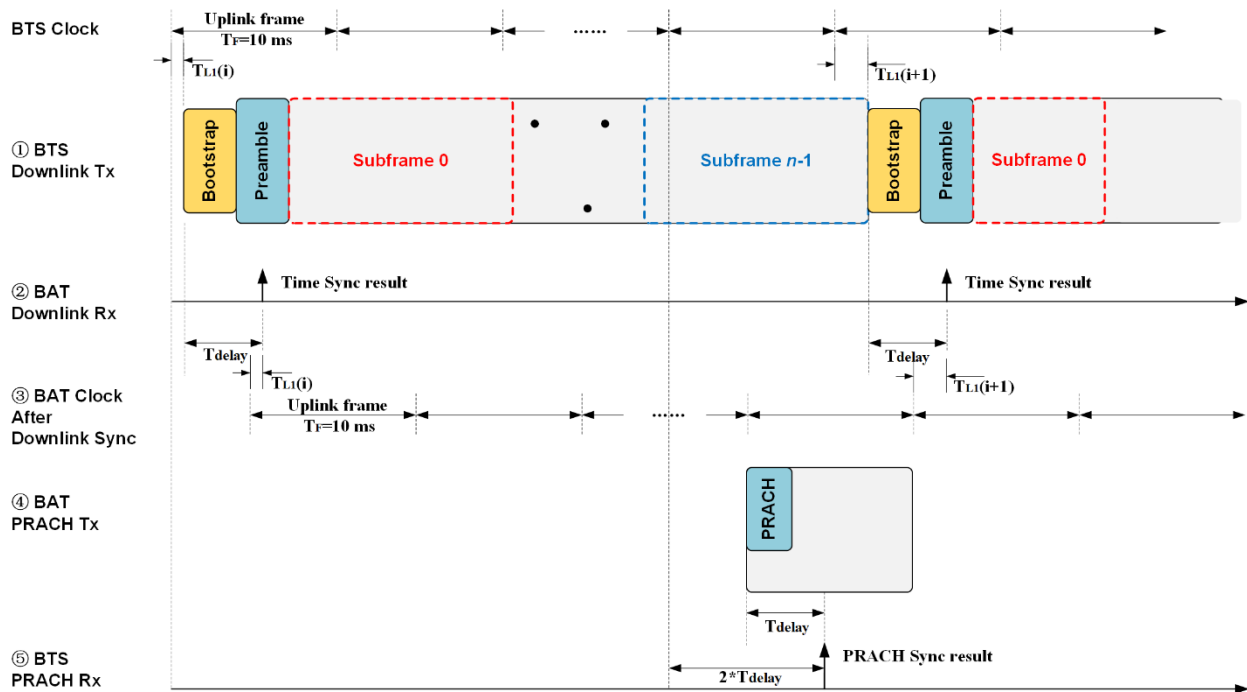 BTS Clock
Uplink frame
TF=10 ms
......
TL1(i)
TL1(i+1)
① BTS
Downlink Tx
Bootstrap
Preamble
Subframe 0
Subframe n-1
Bootstrap
Preamble
Subframe 0
② BAT
Downlink Rx
Time Sync result
Time Sync result
Tdelay
TL1(i)
Tdelay
TL1(i+1)
③ BAT Clock
After
Downlink Sync
Uplink frame
TF=10 ms
......
④ BAT
PRACH Tx
PRACH
Tdelay
⑤ BTS
PRACH Rx
2*Tdelay
PRACH Sync result